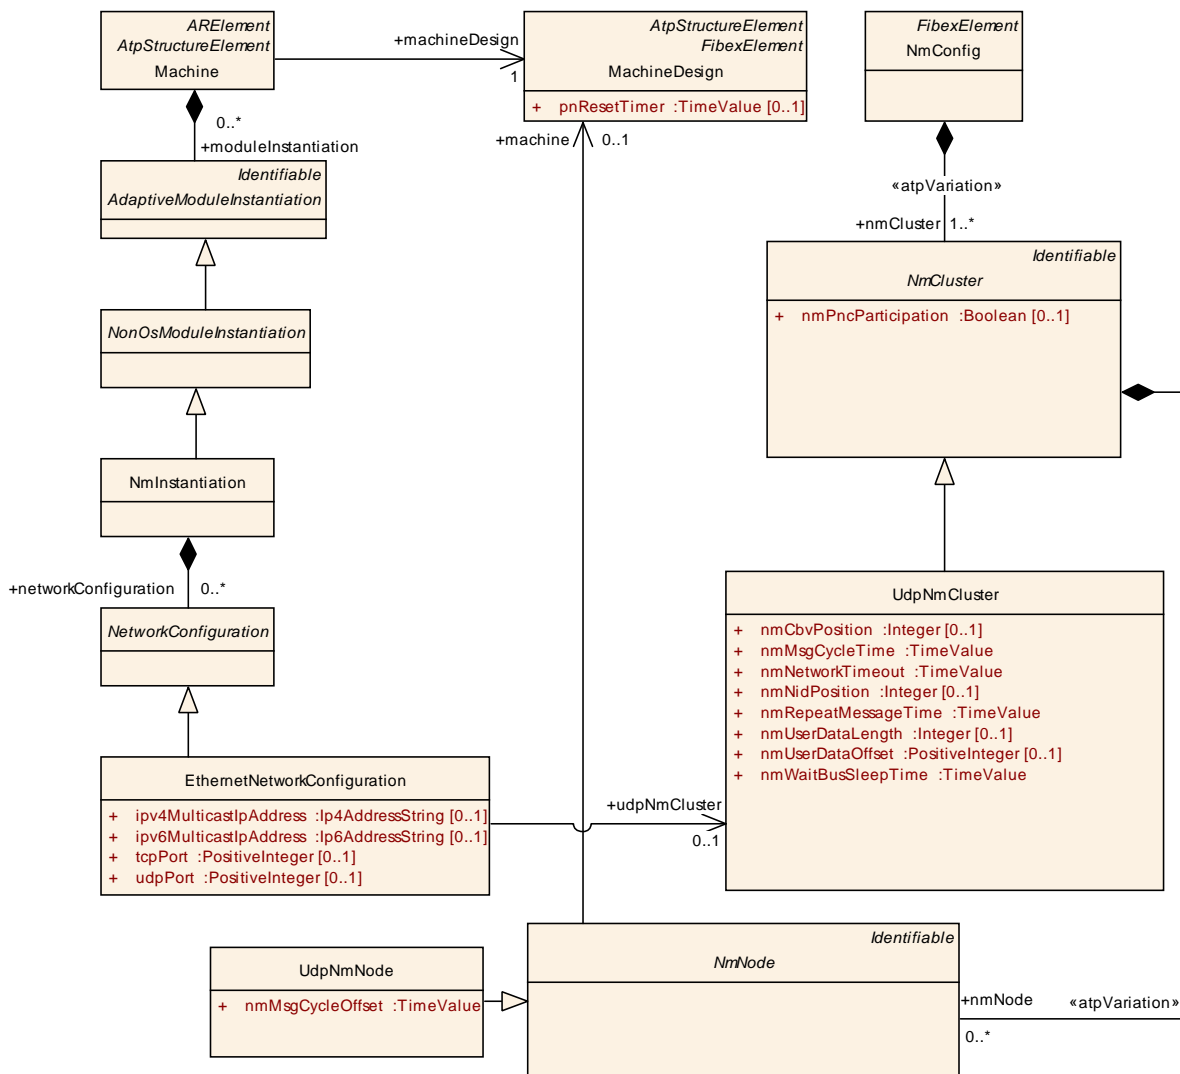 ARElement
AtpStructureElement
Machine
+machineDesign
1
AtpStructureElement
FibexElement
MachineDesign
+ pnResetTimer :TimeValue [0..1]
FibexElement
NmConfig
0..*
+moduleInstantiation
+machine
0..1
Identifiable
AdaptiveModuleInstantiation
«atpVariation»
+nmCluster 1..*
Identifiable
NmCluster
+ nmPncParticipation :Boolean [0..1]
NonOsModuleInstantiation
NmInstantiation
+networkConfiguration 0..*
NetworkConfiguration
UdpNmCluster
+ nmCbvPosition :Integer [0..1]
+ nmMsgCycleTime :TimeValue
+ nmNetworkTimeout :TimeValue
+ nmNidPosition :Integer [0..1]
+ nmRepeatMessageTime :TimeValue
+ nmUserDataLength :Integer [0..1]
+ nmUserDataOffset :PositiveInteger [0..1]
+ nmWaitBusSleepTime :TimeValue
EthernetNetworkConfiguration
+ ipv4MulticastIpAddress :Ip4AddressString [0..1]
+ ipv6MulticastIpAddress :Ip6AddressString [0..1]
+ tcpPort :PositiveInteger [0..1]
+ udpPort :PositiveInteger [0..1]
+udpNmCluster
0..1
UdpNmNode
+ nmMsgCycleOffset :TimeValue
Identifiable
NmNode
+nmNode «atpVariation»
0..*